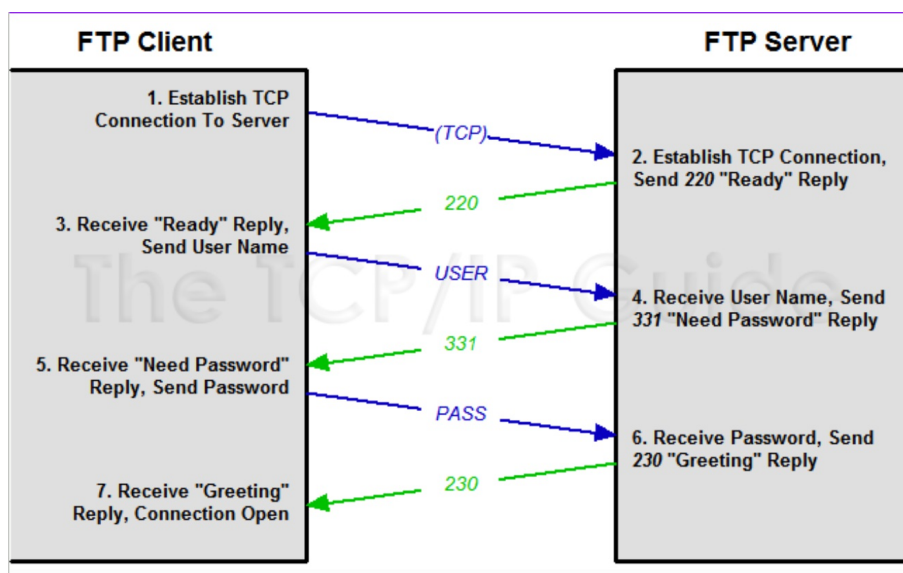 FTP Client
FTP Server
1. Establish TCP
Connection To Server
(TCP)
2. Establish TCP Connection,
Send 220 "Ready" Reply
220
3. Receive "Ready" Reply,
Send User Name
The TCP/IP Guide
USER
4. Receive User Name, Send
331 "Need Password" Reply
331
5. Receive "Need Password"
Reply, Send Password
PASS
6. Receive Password, Send
230 "Greeting" Reply
230
7. Receive "Greeting"
Reply, Connection Open